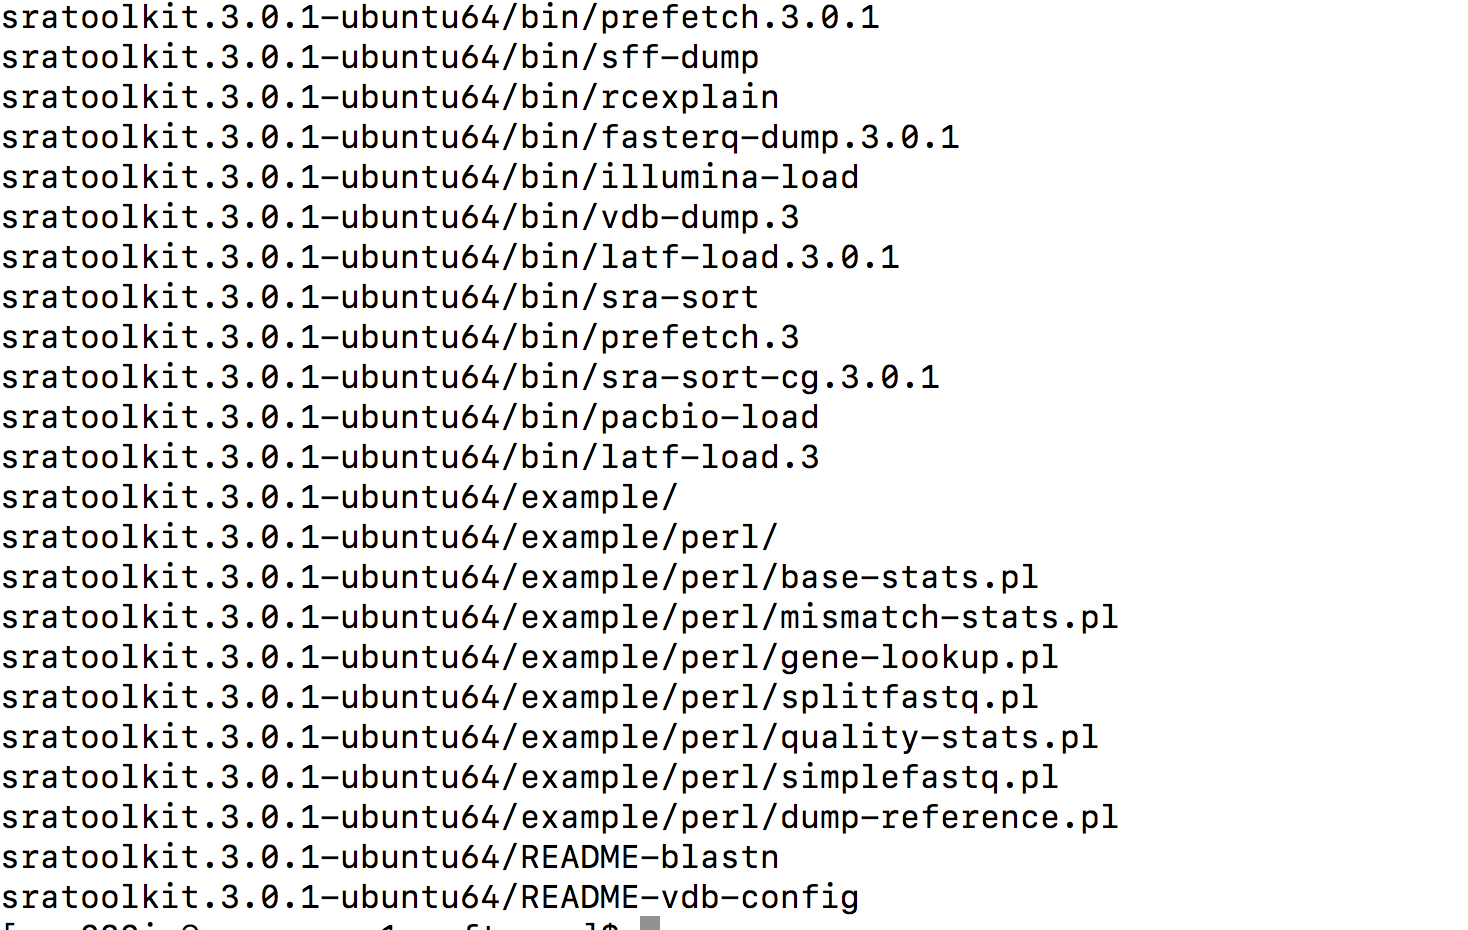 sratoolkit.3.0.1-ubuntu64/bin/prefetch.3.0.1
sratoolkit.3.0.1-ubuntu64/bin/sff-dump
sratoolkit.3.0.1-ubuntu64/bin/rcexplain
sratoolkit.3.0.1-ubuntu64/bin/fasterq-dump.3.0.1
sratoolkit.3.0.1-ubuntu64/bin/illumina-load
sratoolkit.3.0.1-ubuntu64/bin/vdb-dump.3
sratoolkit.3.0.1-ubuntu64/bin/latf-load.3.0.1
sratoolkit.3.0.1-ubuntu64/bin/sra-sort
sratoolkit.3.0.1-ubuntu64/bin/prefetch.3
sratoolkit.3.0.1-ubuntu64/bin/sra-sort-cg.3.0.1
sratoolkit.3.0.1-ubuntu64/bin/pacbio-load
sratoolkit.3.0.1-ubuntu64/bin/latf-load.3
sratoolkit.3.0.1-ubuntu64/example/
sratoolkit.3.0.1-ubuntu64/example/perl/
sratoolkit.3.0.1-ubuntu64/example/perl/base-stats.pl
sratoolkit.3.0.1-ubuntu64/example/perl/mismatch-stats.pl
sratoolkit.3.0.1-ubuntu64/example/perl/gene-lookup.pl
sratoolkit.3.0.1-ubuntu64/example/perl/splitfastq.pl
sratoolkit.3.0.1-ubuntu64/example/perl/quality-stats.pl
sratoolkit.3.0.1-ubuntu64/example/perl/simplefastq.pl
sratoolkit.3.0.1-ubuntu64/example/perl/dump-reference.pl
sratoolkit.3.0.1-ubuntu64/README-blastn
sratoolkit.3.0.1-ubuntu64/README-vdb-config